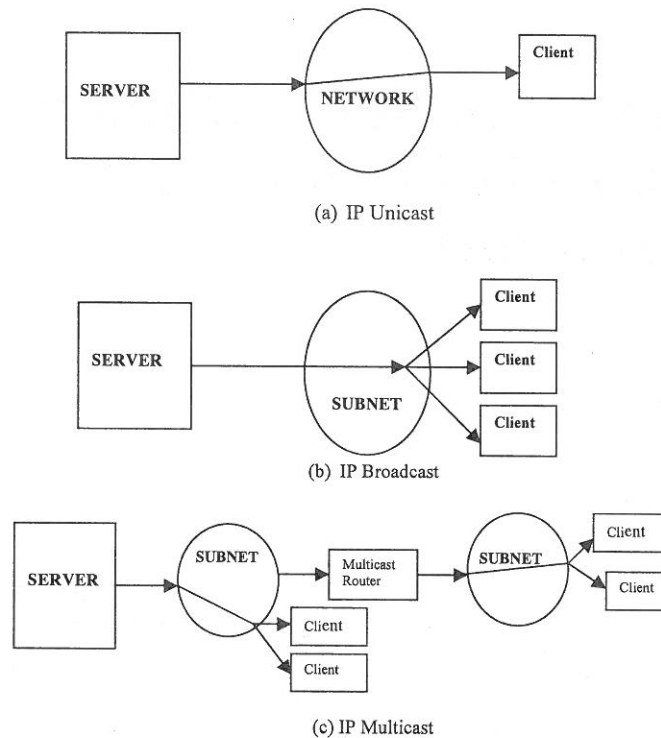 Client
SERVER
NETWORK
(a) IP Unicast
Client
SERVER
Client
SUBNET
Client
(b) IP Broadcast
Client
SUBNET
SUBNET
Multicast
Router
SERVER
Client
Client
Client
(c) IP Multicast